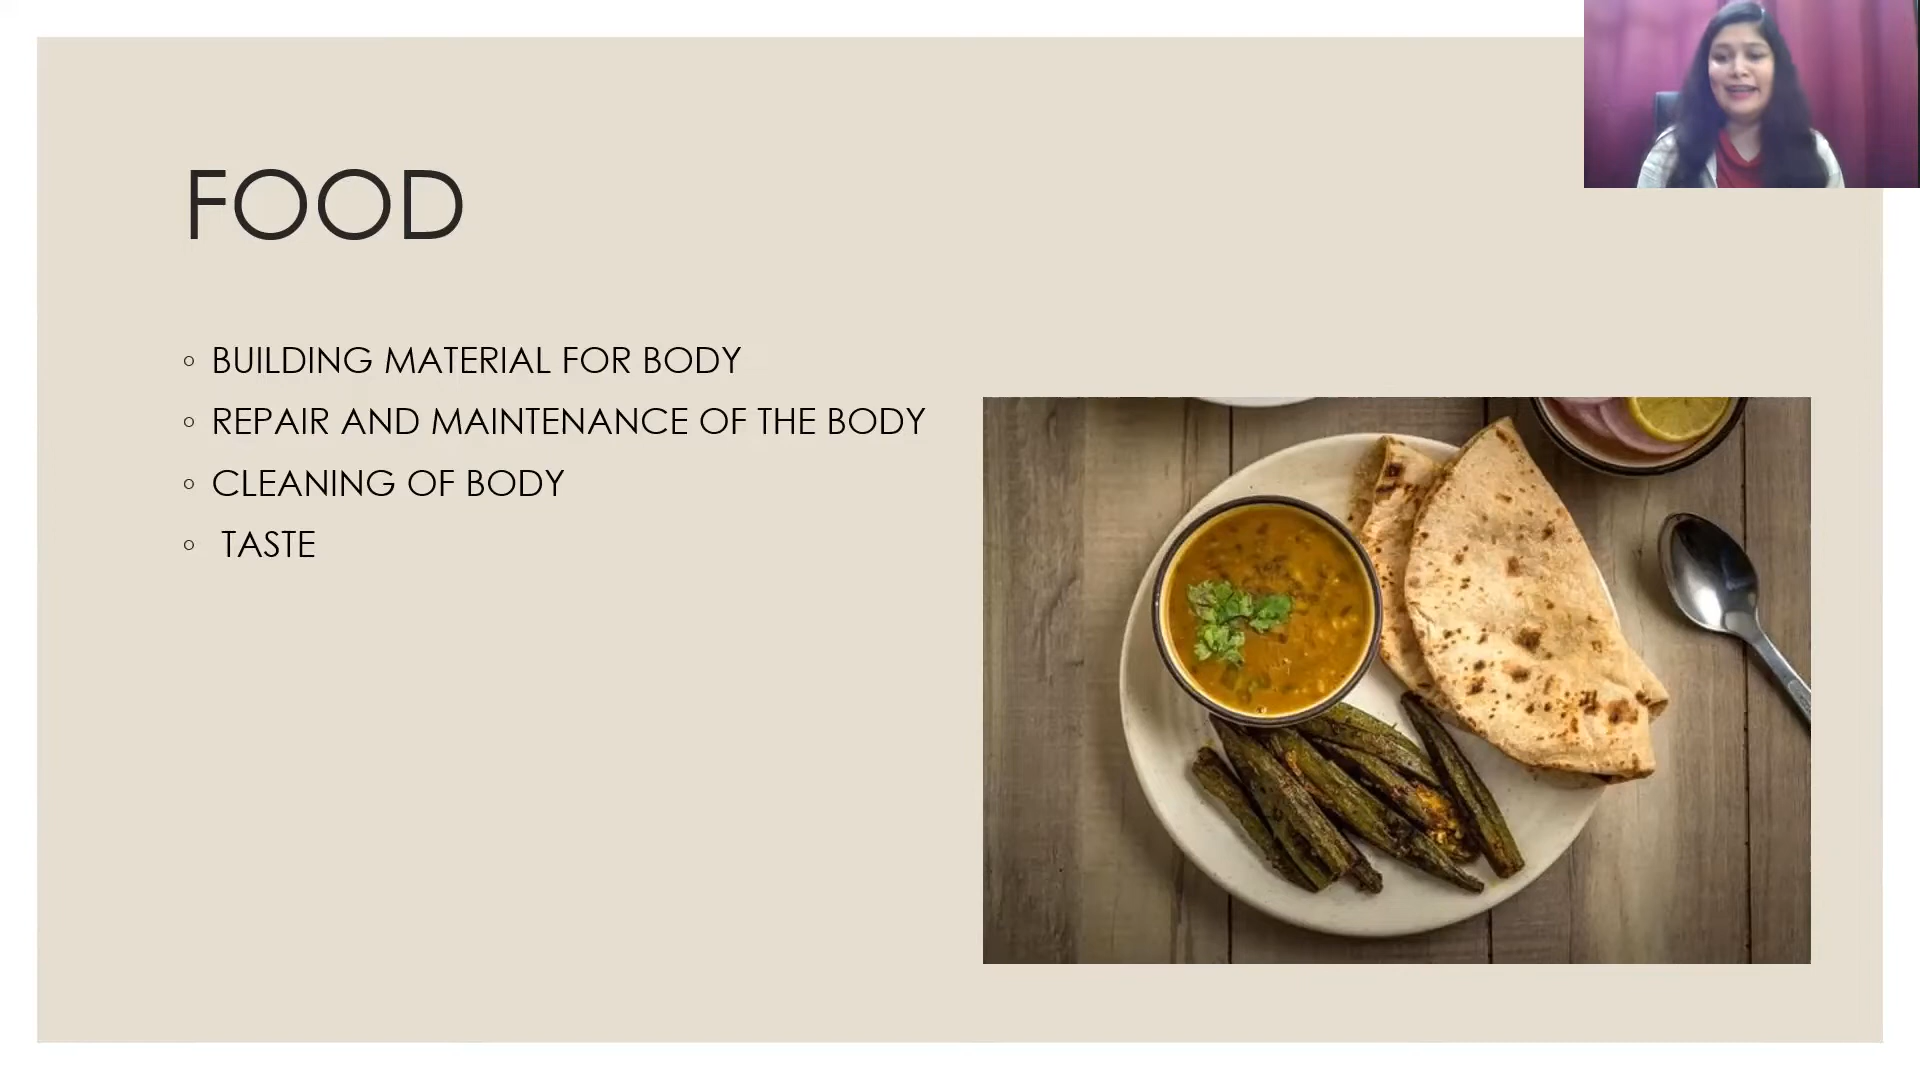 FOOD
BUILDING MATERIAL FOR BODY
REPAIR AND MAINTENANCE OF THE BODY
CLEANING OF BODY
TASTE